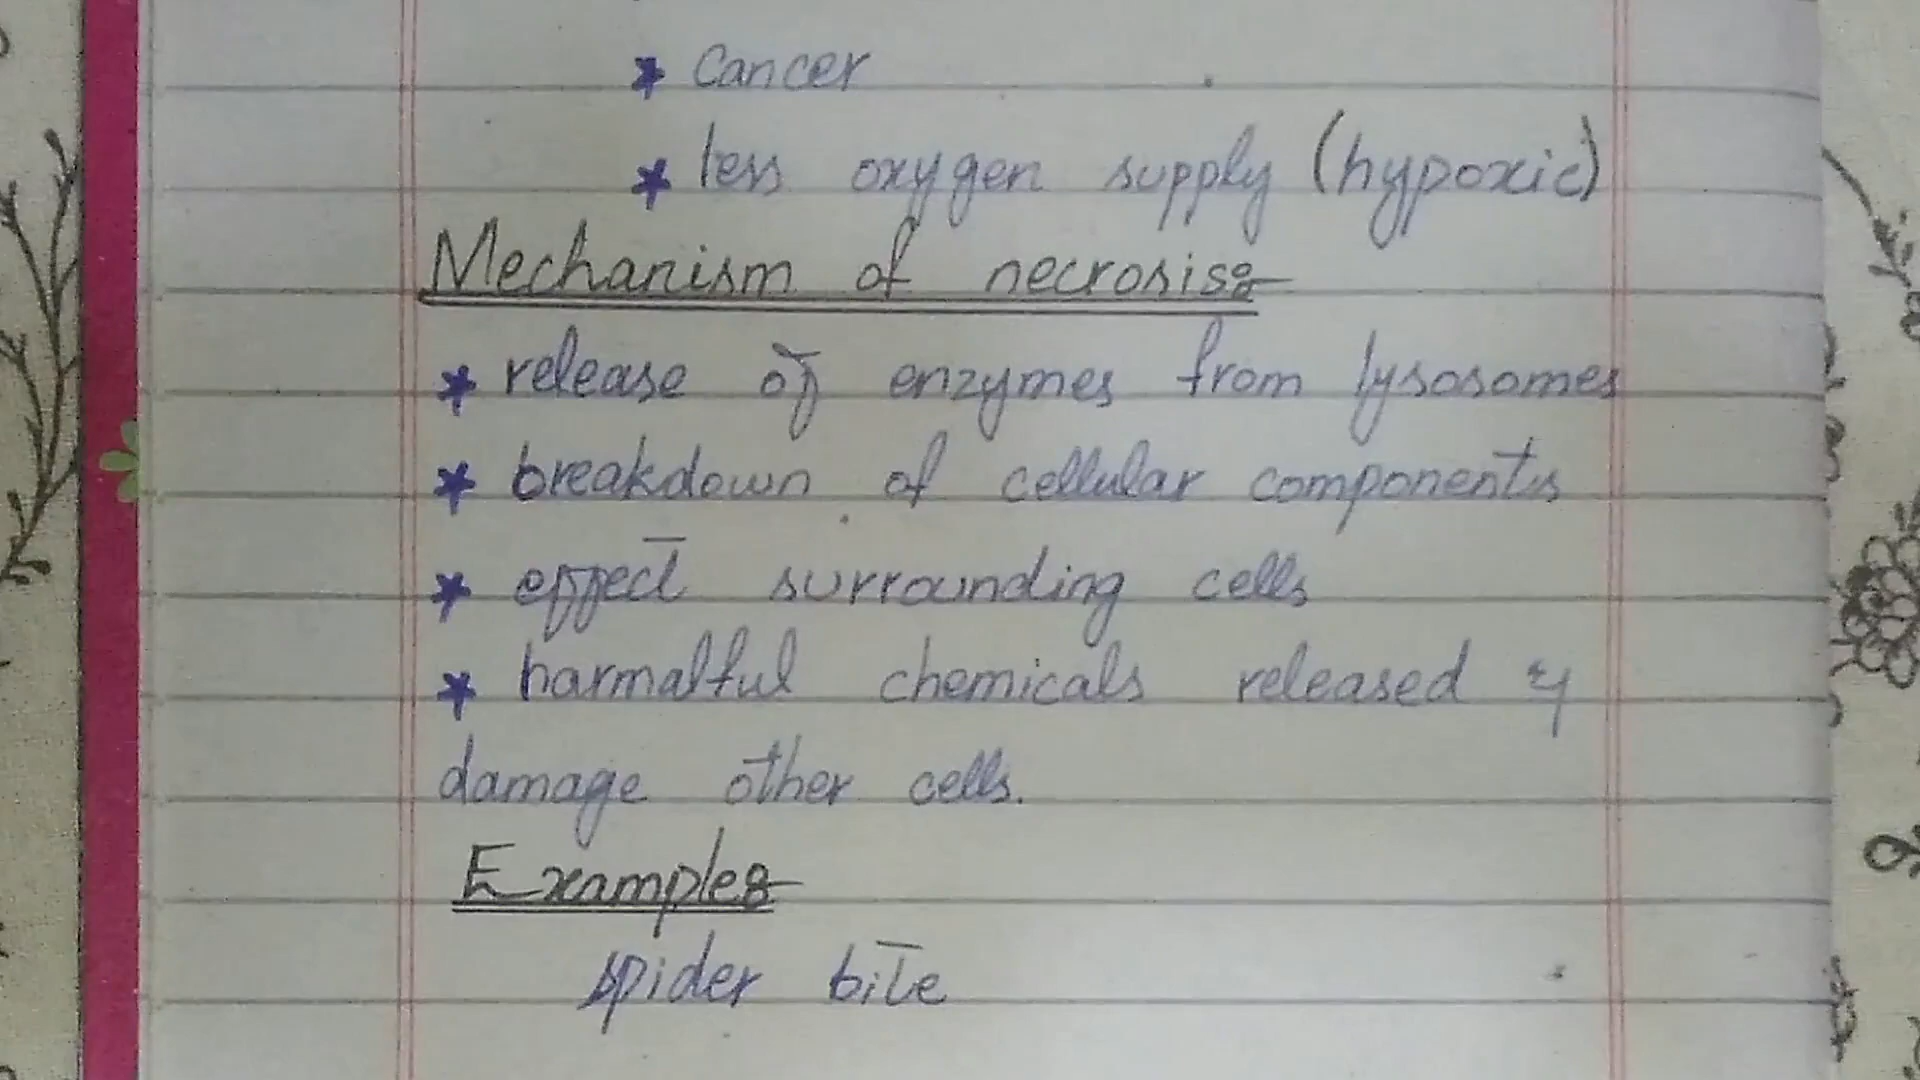 * Cancer
* less oxygen supply (hypoxic)
Mechanism of necrosis:-
* release of enzymes from lysosomes
* breakdown of cellular components
* effect surrounding cells
* harmalful chemicals released &
damage other cells.
Example:-
spider bite